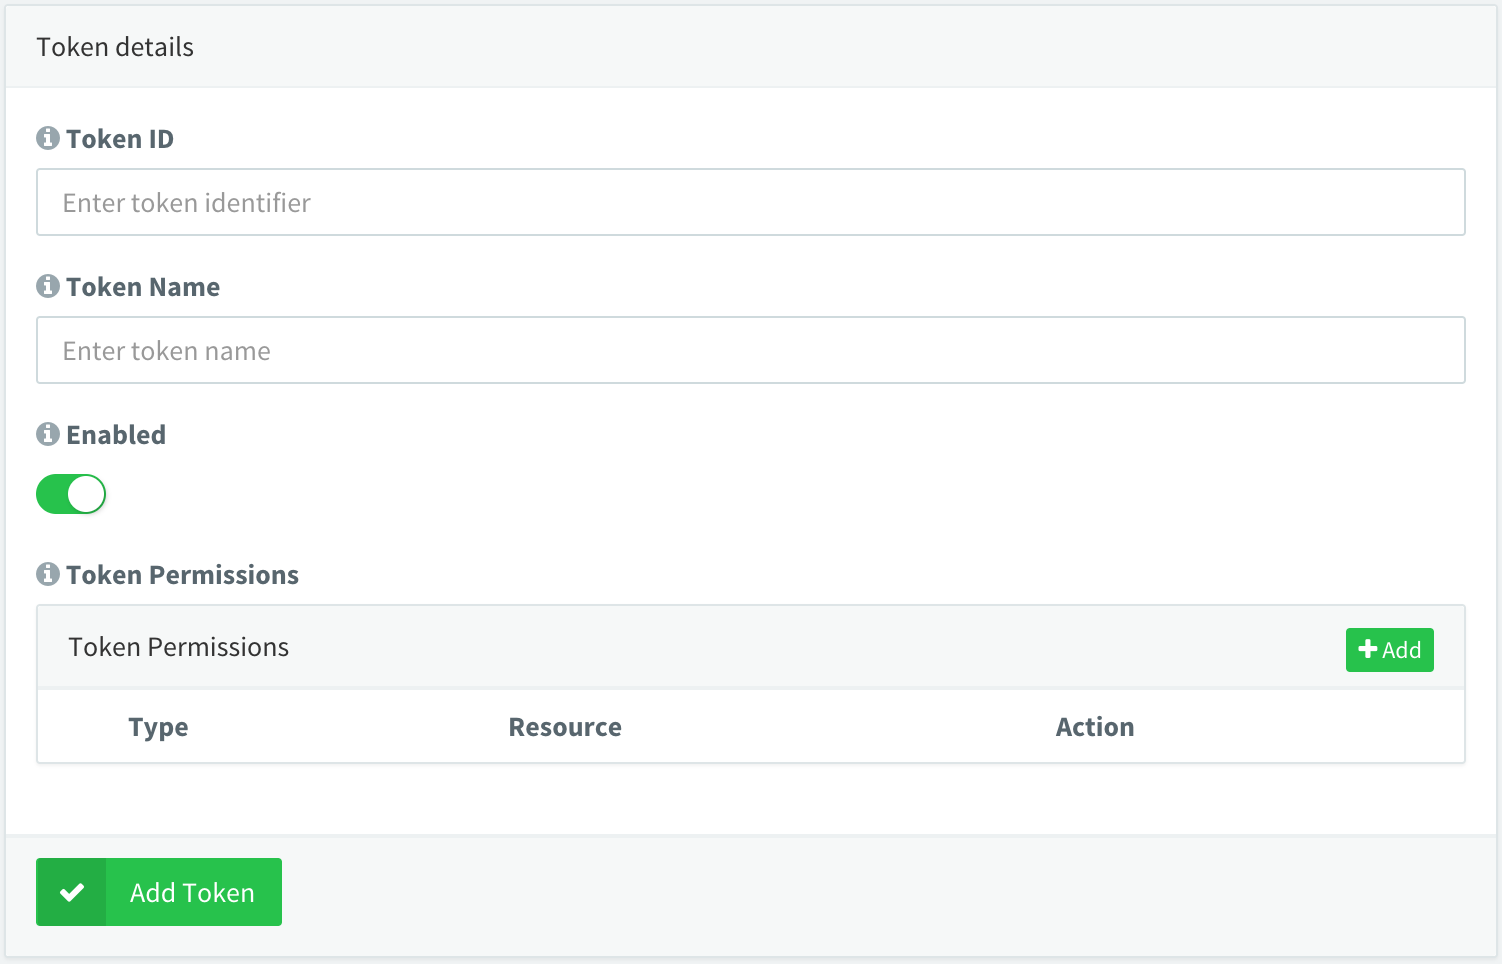 Token details
Token ID
Enter token identifier
Token Name
Enter token name
Enabled
Token Permissions
Token Permissions
Add
Type Resource Action
Add Token